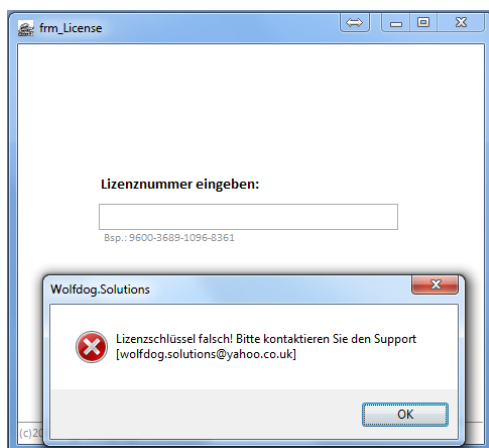 frm_License
Lizenznummer eingeben:
Bsp.: 9600-3689-1096-8361
Wolfdog.Solutions
Lizenzschlüssel falsch! Bitte kontaktieren Sie den Support
[wolfdog.solutions@yahoo.co.uk]
OK
(c)20